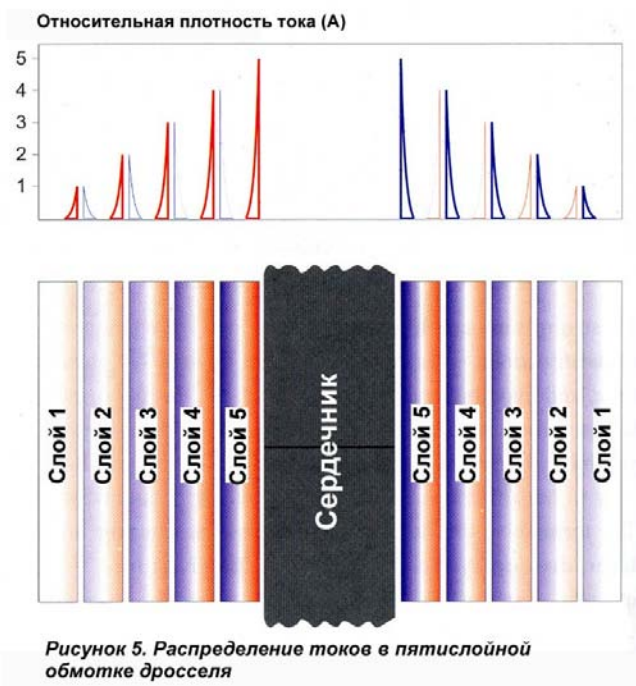 Относительная плотность тока (А)
5
4
3
2
1
Слой 1
Слой 2
Слой 3
Слой 4
Слой 5
Сердечник
Слой 5
Слой 4
Слой 3
Слой 2
Слой 1
Рисунок 5. Распределение токов в пятислойной
обмотке дросселя